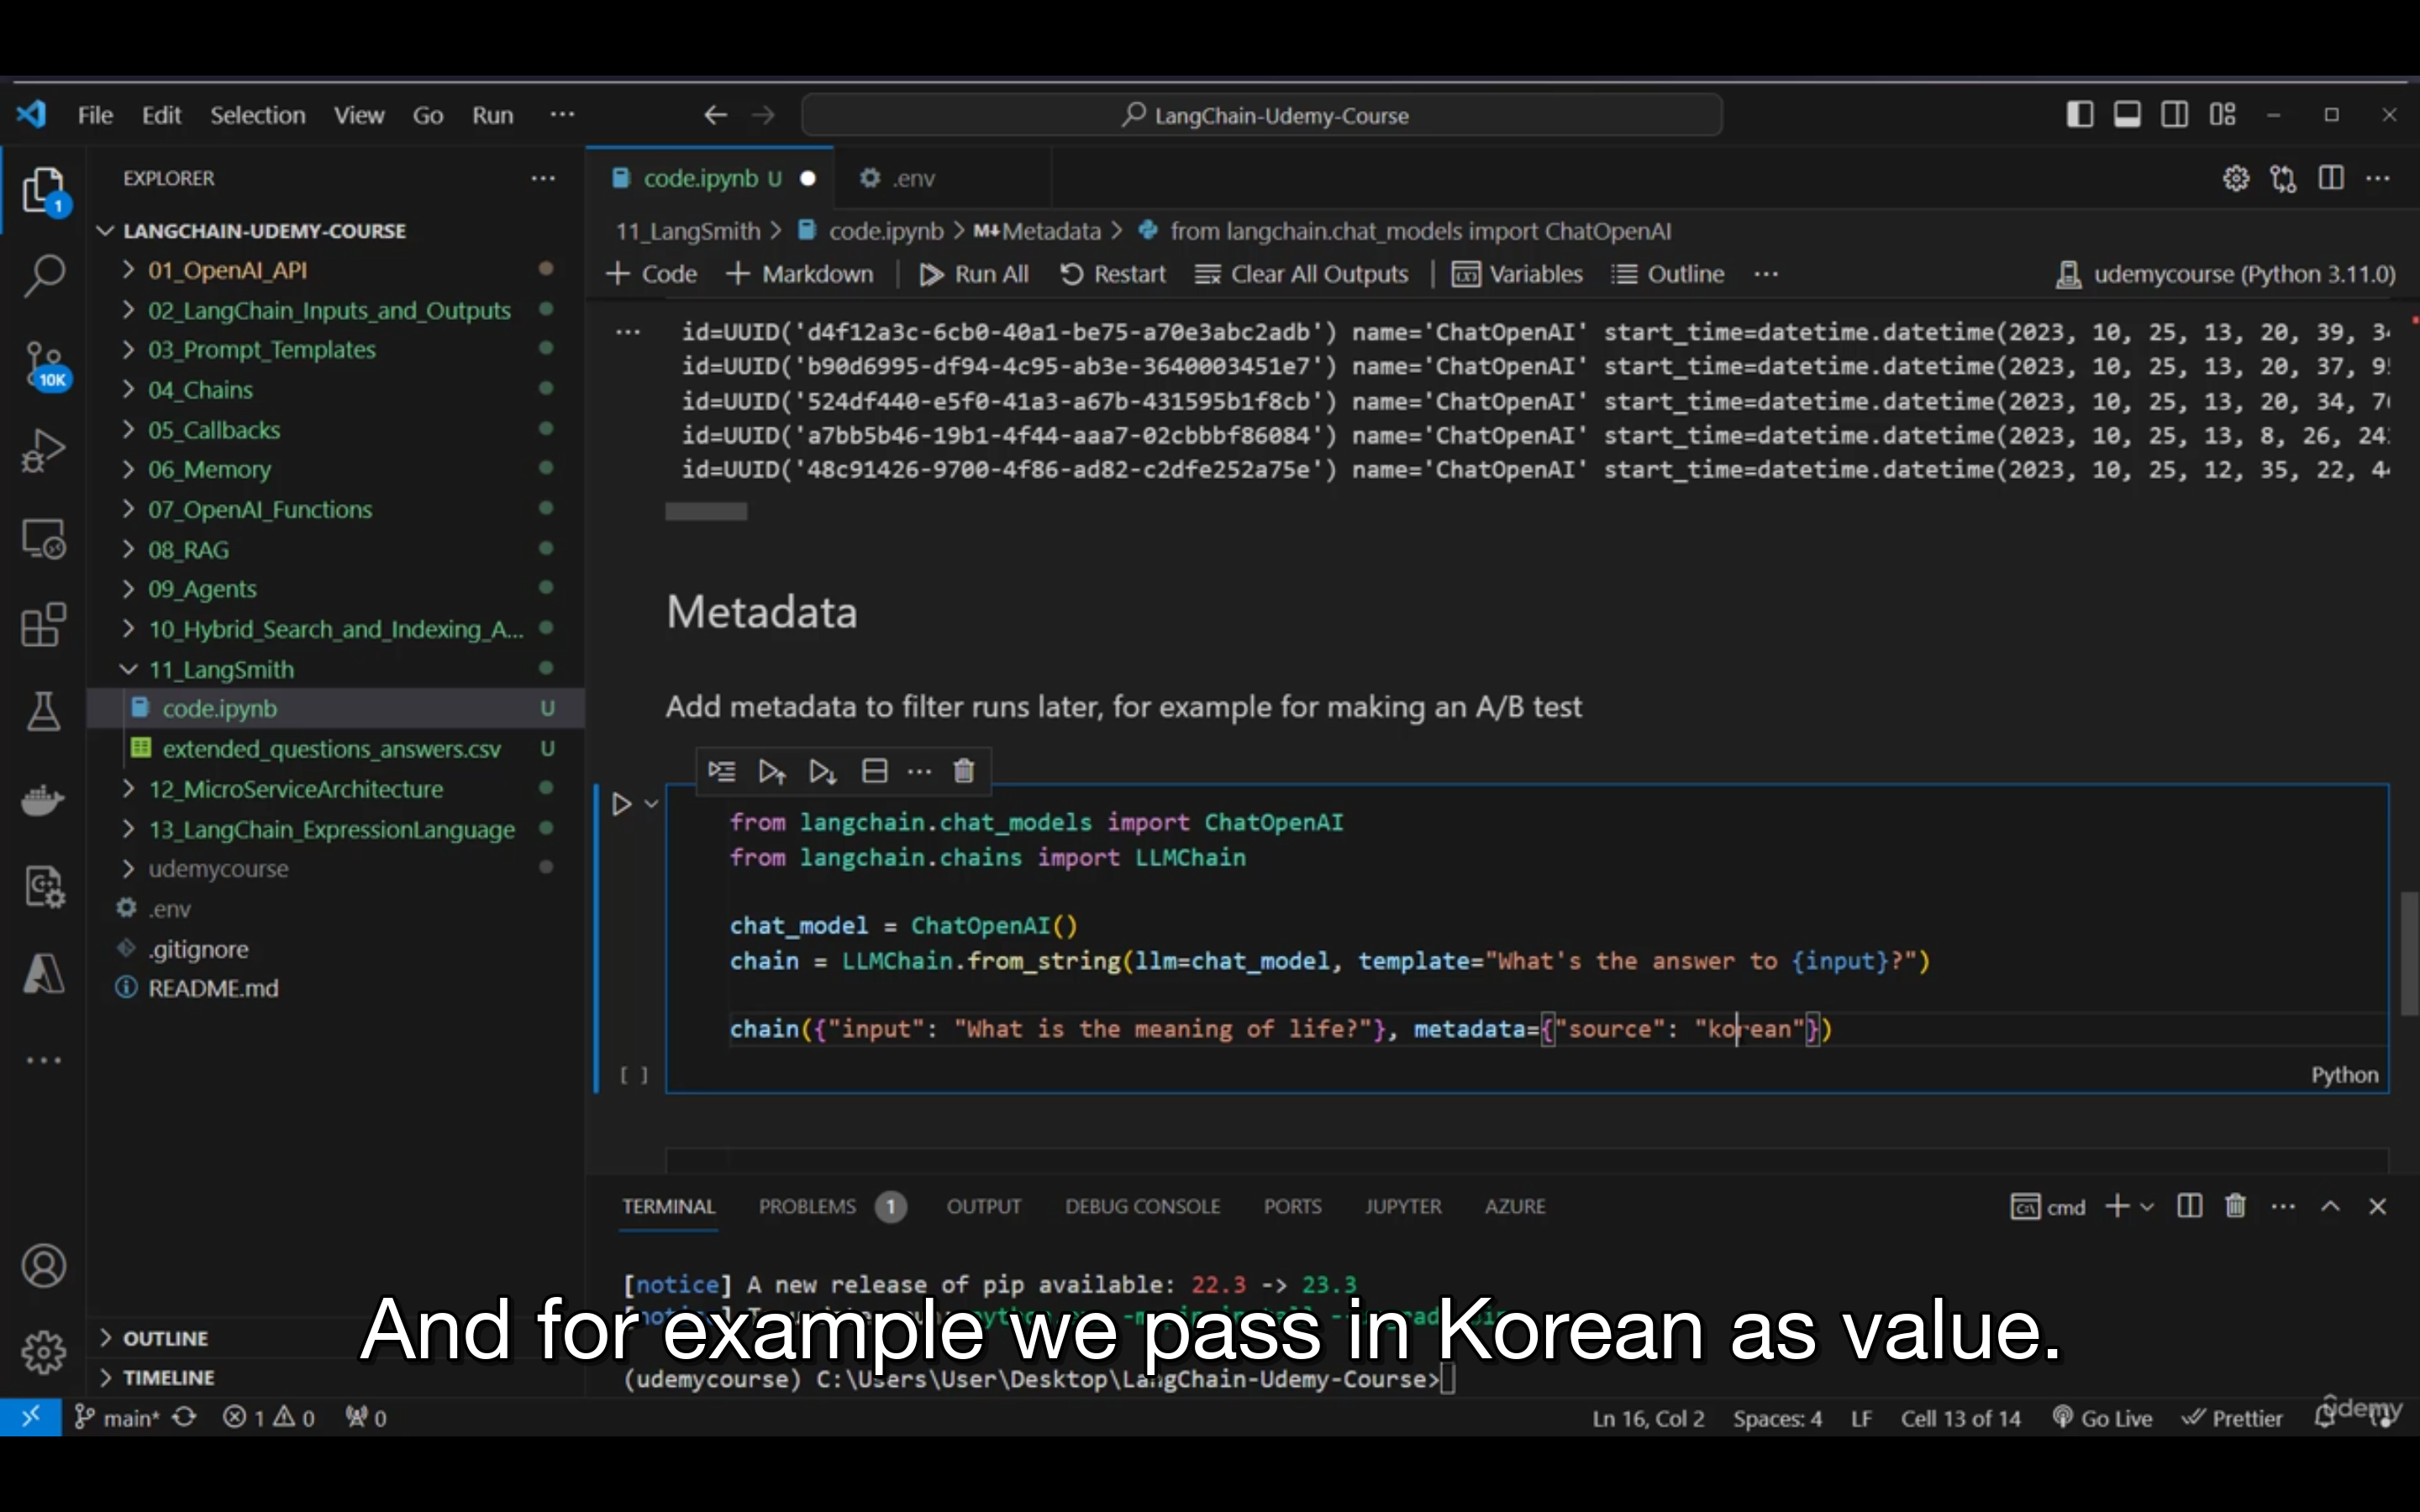 File Edit Selection View Go Run ···
LangChain-Udemy-Course
EXPLORER
LANGCHAIN-UDEMY-COURSE
01_OpenAI_API
02_LangChain_Inputs_and_Outputs
03_Prompt_Templates
04_Chains
05_Callbacks
06_Memory
07_OpenAI_Functions
08_RAG
09_Agents
10_Hybrid_Search_and_Indexing_A...
11_LangSmith
code.ipynb U
extended_questions_answers.csv U
12_MicroServiceArchitecture
13_LangChain_ExpressionLanguage
udemycourse
.env
.gitignore
README.md
OUTLINE
TIMELINE
1
10K
code.ipynb U
.env
11_LangSmith > code.ipynb > M↓Metadata > from langchain.chat_models import ChatOpenAI
+ Code + Markdown Run All Restart Clear All Outputs Variables Outline ··· udemycourse (Python 3.11.0)
id=UUID('d4f12a3c-6cb0-40a1-be75-a70e3abc2adb') name='ChatOpenAI' start_time=datetime.datetime(2023, 10, 25, 13, 20, 39,
id=UUID('b90d6995-df94-4c95-ab3e-3640003451e7') name='ChatOpenAI' start_time=datetime.datetime(2023, 10, 25, 13, 20, 37,
id=UUID('524df440-e5f0-41a3-a67b-431595b1f8cb') name='ChatOpenAI' start_time=datetime.datetime(2023, 10, 25, 13, 20, 34,
id=UUID('a7bb5b46-19b1-4f44-aaa7-02cbbbf86084') name='ChatOpenAI' start_time=datetime.datetime(2023, 10, 25, 13, 8, 26,
id=UUID('48c91426-9700-4f86-ad82-c2dfe252a75e') name='ChatOpenAI' start_time=datetime.datetime(2023, 10, 25, 12, 35, 22,
Metadata
Add metadata to filter runs later, for example for making an A/B test
from langchain.chat_models import ChatOpenAI
from langchain.chains import LLMChain
chat_model = ChatOpenAI()
chain = LLMChain.from_string(llm=chat_model, template="What's the answer to {input}?")
chain({"input": "What is the meaning of life?"}, metadata={"source": "korean"})
[ ]
Python
TERMINAL PROBLEMS 1 OUTPUT DEBUG CONSOLE PORTS JUPYTER AZURE
cmd
[notice] A new release of pip available: 22.3 -> 23.3
And for example we pass in Korean as value.
(udemycourse) C:\Users\User\Desktop\LangChain-Udemy-Course>
main* 1 0 0 Ln 16, Col 2 Spaces: 4 LF Cell 13 of 14 Go Live Prettier
ûdemy